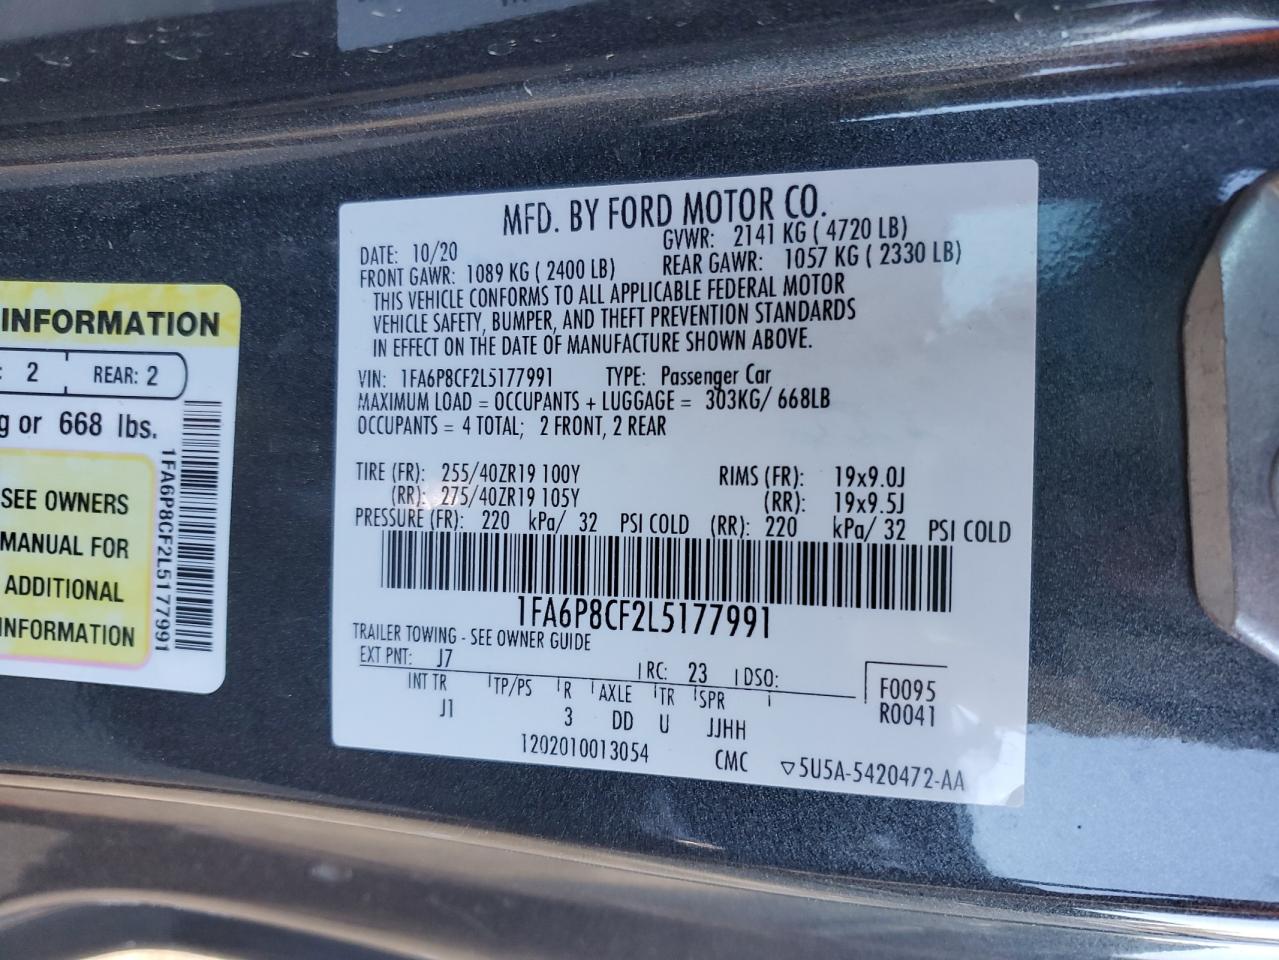 MFD. BY FORD MOTOR CO.
DATE: 10/20 GVWR: 2141 KG ( 4720 LB)
FRONT GAWR: 1089 KG ( 2400 LB) REAR GAWR: 1057 KG ( 2330 LB)
THIS VEHICLE CONFORMS TO ALL APPLICABLE FEDERAL MOTOR
VEHICLE SAFETY, BUMPER, AND THEFT PREVENTION STANDARDS
IN EFFECT ON THE DATE OF MANUFACTURE SHOWN ABOVE.
VIN: 1FA6P8CF2L5177991 TYPE: Passenger Car
MAXIMUM LOAD = OCCUPANTS + LUGGAGE = 303KG/ 668LB
OCCUPANTS = 4 TOTAL; 2 FRONT, 2 REAR
TIRE (FR): 255/40ZR19 100Y RIMS (FR): 19x9.0J
(RR): 275/40ZR19 105Y (RR): 19x9.5J
PRESSURE (FR): 220 kPa/ 32 PSI COLD (RR): 220 kPa/ 32 PSI COLD
1FA6P8CF2L5177991
TRAILER TOWING - SEE OWNER GUIDE
EXT PNT: J7 RC: 23 DSO:
INT TR TP/PS R AXLE TR SPR F0095
J1 3 DD U JJHH R0041
1202010013054 CMC ▽5U5A-5420472-AA
INFORMATION
: 2 REAR: 2
g or 668 lbs.
SEE OWNERS
MANUAL FOR
ADDITIONAL
INFORMATION
1FA6P8CF2L5177991